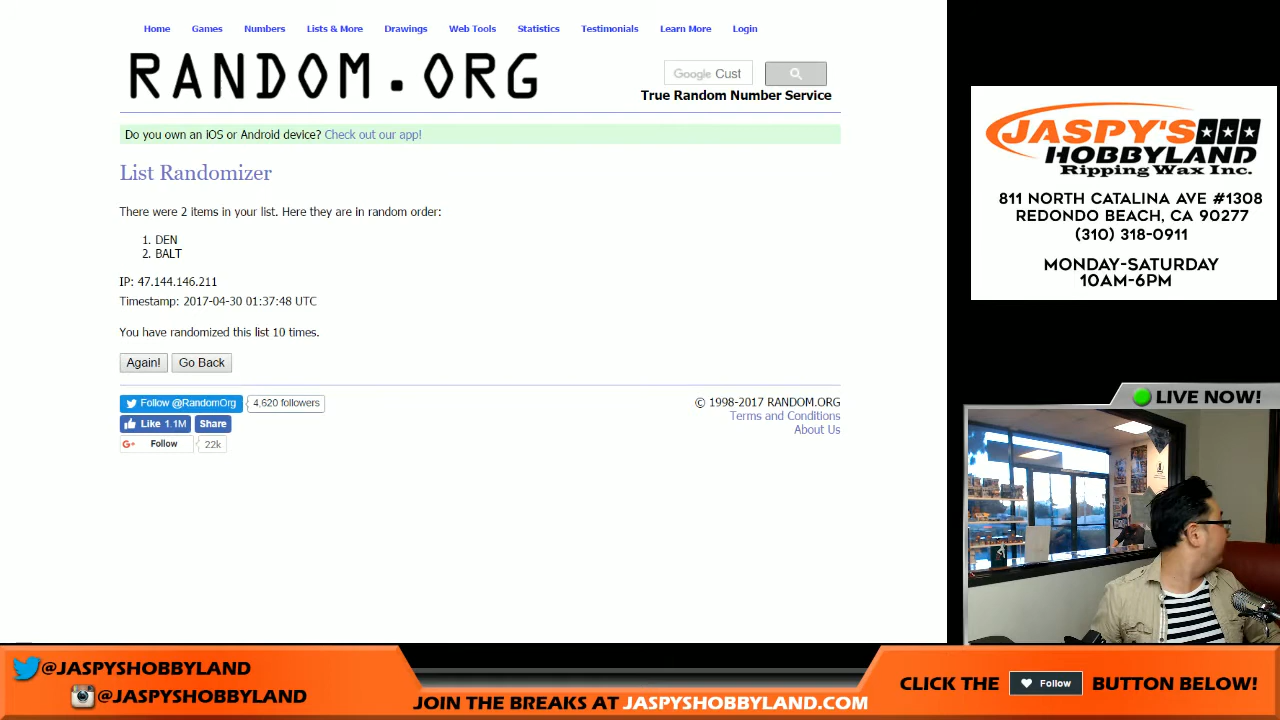 Home Games Numbers Lists & More Drawings Web Tools Statistics Testimonials Learn More Login
RANDOM.ORG
Google Cust
True Random Number Service
Do you own an iOS or Android device? Check out our app!
List Randomizer
There were 2 items in your list. Here they are in random order:
1. DEN
2. BALT
IP: 47.144.146.211
Timestamp: 2017-04-30 01:37:48 UTC
You have randomized this list 10 times.
Again! Go Back
Follow @RandomOrg 4,620 followers
Like 1.1M Share
G+ Follow 22k
© 1998-2017 RANDOM.ORG
Terms and Conditions
About Us
JASPY'S
HOBBYLAND
Ripping Wax Inc.
811 NORTH CATALINA AVE #1308
REDONDO BEACH, CA 90277
(310) 318-0911
MONDAY-SATURDAY
10AM-6PM
LIVE NOW!
@JASPYSHOBBYLAND
@JASPYSHOBBYLAND
JOIN THE BREAKS AT JASPYSHOBBYLAND.COM
CLICK THE Follow BUTTON BELOW!